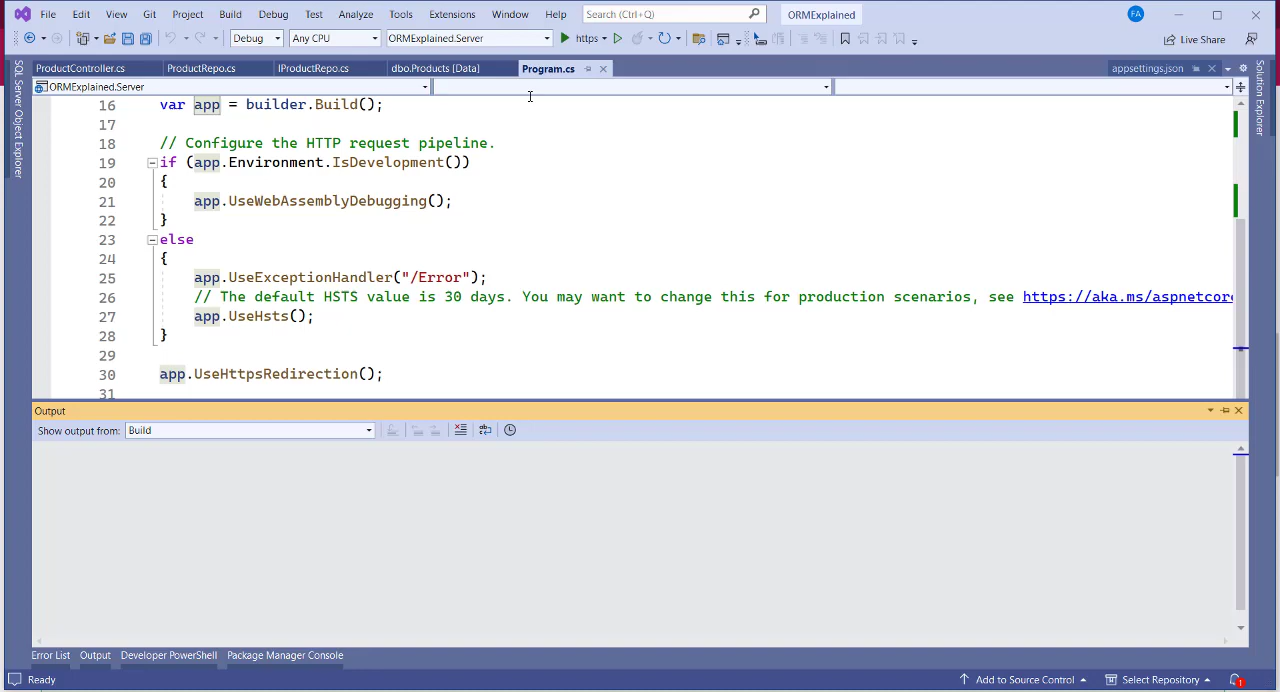 File Edit View Git Project Build Debug Test Analyze Tools Extensions Window Help Search (Ctrl+Q) ORMExplained FA
Debug Any CPU ORMExplained.Server https Live Share
ProductController.cs ProductRepo.cs IProductRepo.cs dbo.Products [Data] Program.cs appsettings.json
ORMExplained.Server
SQL Server Object Explorer
Solution Explorer
16 var app = builder.Build();
17
18 // Configure the HTTP request pipeline.
19 if (app.Environment.IsDevelopment())
20 {
21 app.UseWebAssemblyDebugging();
22 }
23 else
24 {
25 app.UseExceptionHandler("/Error");
26 // The default HSTS value is 30 days. You may want to change this for production scenarios, see https://aka.ms/aspnetcore
27 app.UseHsts();
28 }
29
30 app.UseHttpsRedirection();
31
Output
Show output from: Build
Error List Output Developer PowerShell Package Manager Console
Ready Add to Source Control Select Repository 1